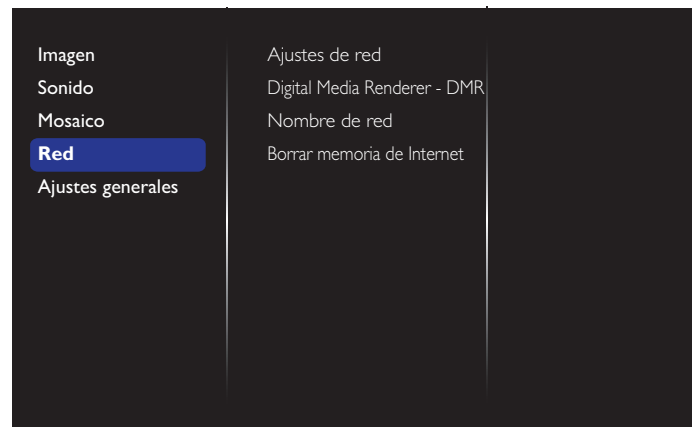 Imagen
Sonido
Mosaico
Red
Ajustes generales
Ajustes de red
Digital Media Renderer - DMR
Nombre de red
Borrar memoria de Internet